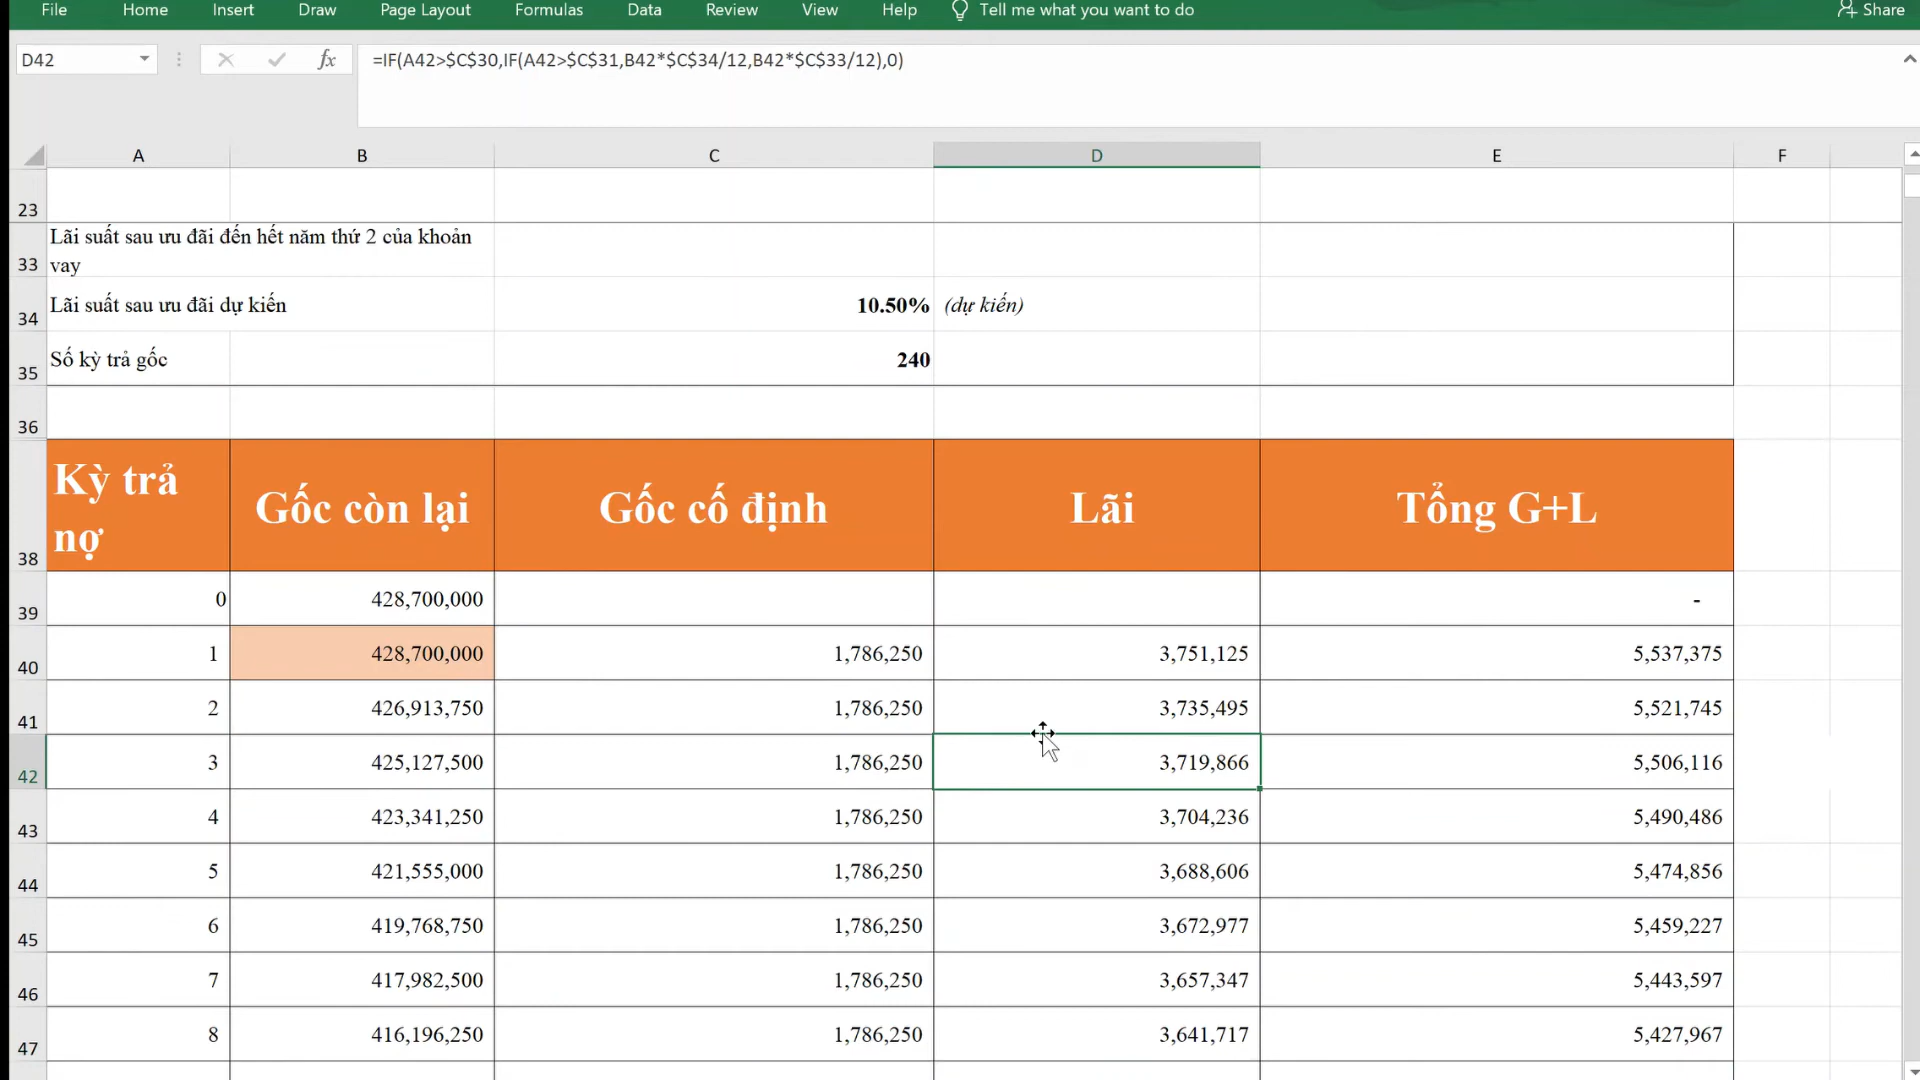 File Home Insert Draw Page Layout Formulas Data Review View Help Tell me what you want to do Share
D42 fx =IF(A42>$C$30,IF(A42>$C$31,B42*$C$34/12,B42*$C$33/12),0)
A B C D E F
23
Lãi suất sau ưu đãi đến hết năm thứ 2 của khoản
33 vay
34 Lãi suất sau ưu đãi dự kiến 10.50% (dự kiến)
35 Số kỳ trả gốc 240
36
Kỳ trả
nợ Gốc còn lại Gốc cố định Lãi Tổng G+L
38
39 0 428,700,000 -
40 1 428,700,000 1,786,250 3,751,125 5,537,375
41 2 426,913,750 1,786,250 3,735,495 5,521,745
42 3 425,127,500 1,786,250 3,719,866 5,506,116
43 4 423,341,250 1,786,250 3,704,236 5,490,486
44 5 421,555,000 1,786,250 3,688,606 5,474,856
45 6 419,768,750 1,786,250 3,672,977 5,459,227
46 7 417,982,500 1,786,250 3,657,347 5,443,597
47 8 416,196,250 1,786,250 3,641,717 5,427,967